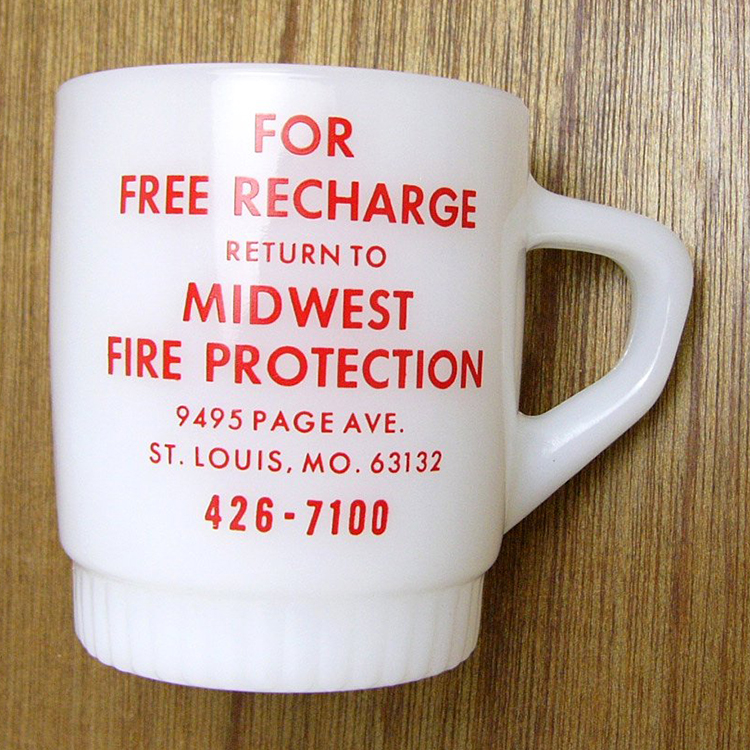 FOR
FREE RECHARGE
RETURN TO
MIDWEST
FIRE PROTECTION
9495 PAGE AVE.
ST. LOUIS, MO. 63132
426-7100